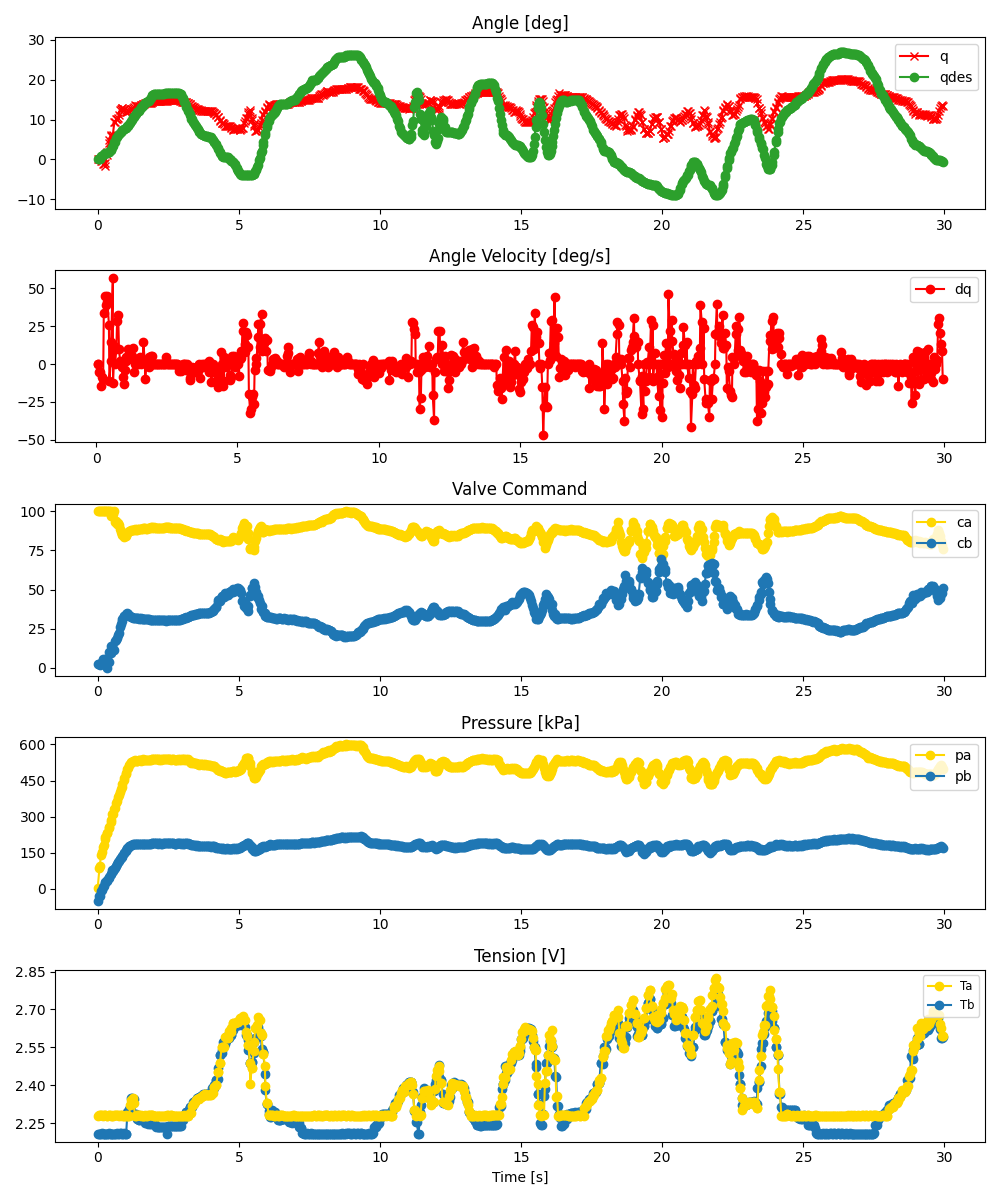 Angle [deg]
30
20
10
0
−10
q
qdes
0 5 10 15 20 25 30
Angle Velocity [deg/s]
50
25
0
−25
−50
dq
0 5 10 15 20 25 30
Valve Command
100
75
50
25
0
ca
cb
0 5 10 15 20 25 30
Pressure [kPa]
600
450
300
150
0
pa
pb
0 5 10 15 20 25 30
Tension [V]
2.85
2.70
2.55
2.40
2.25
Ta
Tb
0 5 10 15 20 25 30
Time [s]